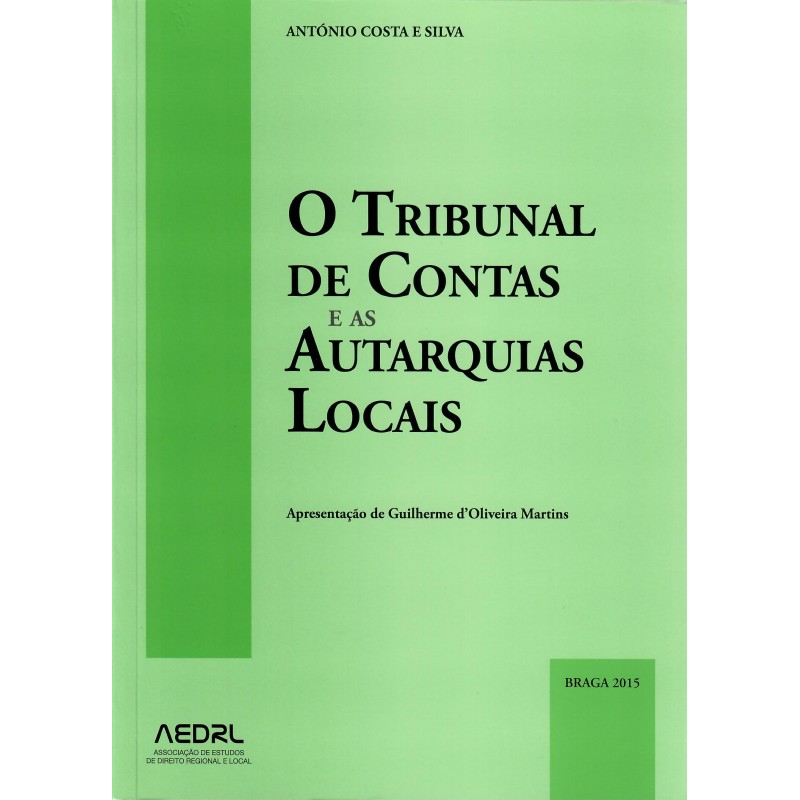 ANTÓNIO COSTA E SILVA
O TRIBUNAL
DE CONTAS
E AS
AUTARQUIAS
LOCAIS
Apresentação de Guilherme d'Oliveira Martins
BRAGA 2015
AEDRL
ASSOCIAÇÃO DE ESTUDOS
DE DIREITO REGIONAL E LOCAL